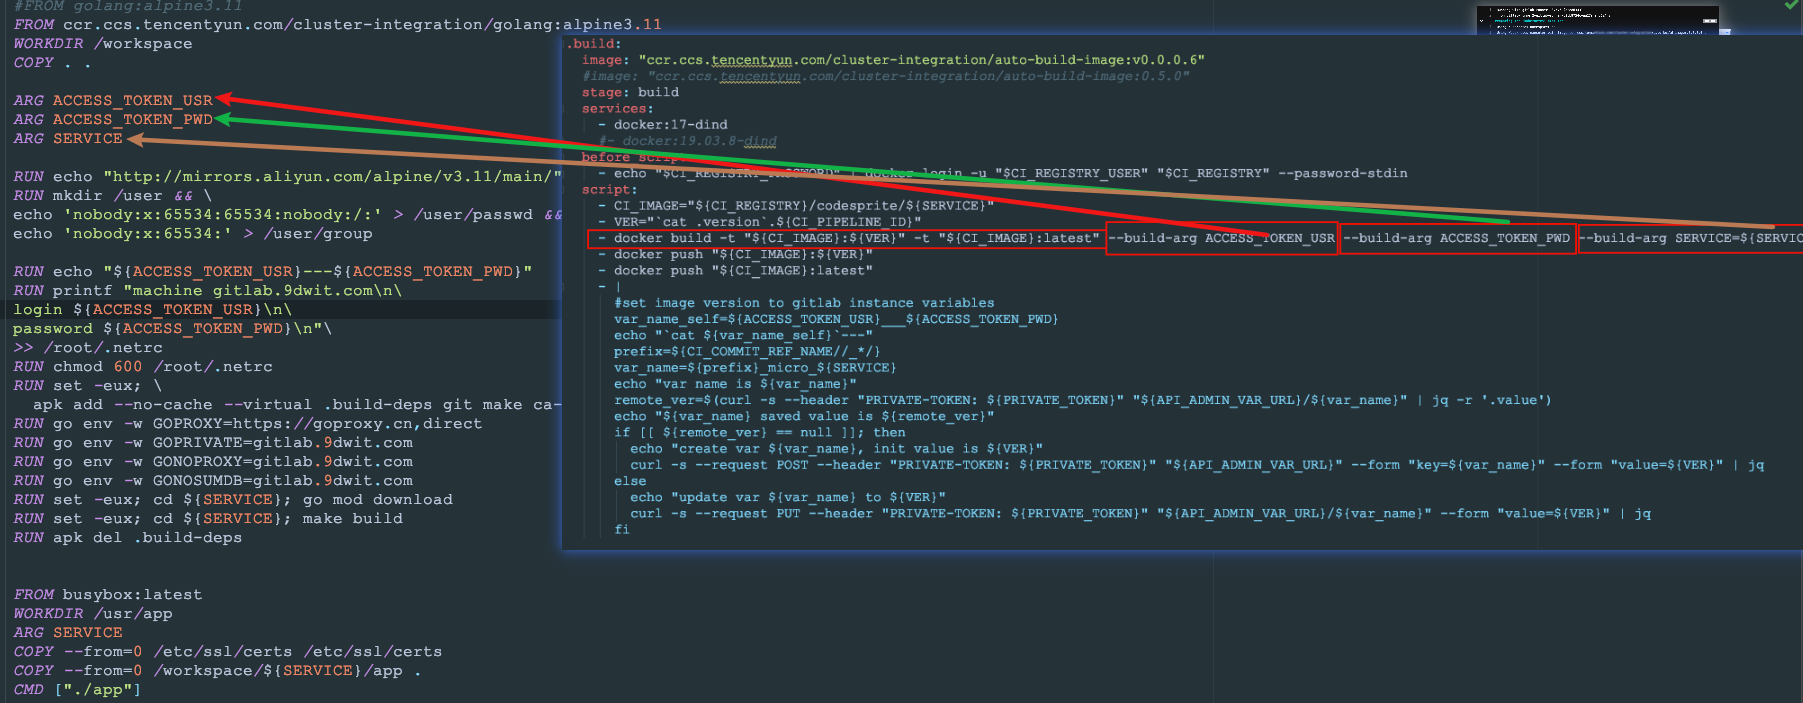 #FROM golang:alpine3.11
FROM ccr.ccs.tencentyun.com/cluster-integration/golang:alpine3.11
WORKDIR /workspace
COPY . .
ARG ACCESS_TOKEN_USR
ARG ACCESS_TOKEN_PWD
ARG SERVICE
RUN echo "http://mirrors.aliyun.com/alpine/v3.11/main/"
RUN mkdir /user && \
echo 'nobody:x:65534:65534:nobody:/:' > /user/passwd &&
echo 'nobody:x:65534:' > /user/group
RUN echo "${ACCESS_TOKEN_USR}---${ACCESS_TOKEN_PWD}"
RUN printf "machine gitlab.9dwit.com\n\
login ${ACCESS_TOKEN_USR}\n\
password ${ACCESS_TOKEN_PWD}\n"\
>> /root/.netrc
RUN chmod 600 /root/.netrc
RUN set -eux; \
apk add --no-cache --virtual .build-deps git make ca-
RUN go env -w GOPROXY=https://goproxy.cn,direct
RUN go env -w GOPRIVATE=gitlab.9dwit.com
RUN go env -w GONOPROXY=gitlab.9dwit.com
RUN go env -w GONOSUMDB=gitlab.9dwit.com
RUN set -eux; cd ${SERVICE}; go mod download
RUN set -eux; cd ${SERVICE}; make build
RUN apk del .build-deps
FROM busybox:latest
WORKDIR /usr/app
ARG SERVICE
COPY --from=0 /etc/ssl/certs /etc/ssl/certs
COPY --from=0 /workspace/${SERVICE}/app .
CMD ["./app"]
.build:
image: "ccr.ccs.tencentyun.com/cluster-integration/auto-build-image:v0.0.0.6"
#image: "ccr.ccs.tencentyun.com/cluster-integration/auto-build-image:0.5.0"
stage: build
services:
- docker:17-dind
#- docker:19.03.8-dind
before_script
- echo "$CI_REGISTRY_PASSWORD" | docker login -u "$CI_REGISTRY_USER" "$CI_REGISTRY" --password-stdin
script:
- CI_IMAGE="${CI_REGISTRY}/codesprite/${SERVICE}"
- VER="`cat .version`.${CI_PIPELINE_ID}"
- docker build -t "${CI_IMAGE}:${VER}" -t "${CI_IMAGE}:latest" --build-arg ACCESS_TOKEN_USR --build-arg ACCESS_TOKEN_PWD --build-arg SERVICE=${SERVIC
- docker push "${CI_IMAGE}:${VER}"
- docker push "${CI_IMAGE}:latest"
- |
#set image version to gitlab instance variables
var_name_self=${ACCESS_TOKEN_USR}___${ACCESS_TOKEN_PWD}
echo "`cat ${var_name_self}`---"
prefix=${CI_COMMIT_REF_NAME//_*/}
var_name=${prefix}_micro_${SERVICE}
echo "var name is ${var_name}"
remote_ver=$(curl -s --header "PRIVATE-TOKEN: ${PRIVATE_TOKEN}" "${API_ADMIN_VAR_URL}/${var_name}" | jq -r '.value')
echo "${var_name} saved value is ${remote_ver}"
if [[ ${remote_ver} == null ]]; then
echo "create var ${var_name}, init value is ${VER}"
curl -s --request POST --header "PRIVATE-TOKEN: ${PRIVATE_TOKEN}" "${API_ADMIN_VAR_URL}" --form "key=${var_name}" --form "value=${VER}" | jq
else
echo "update var ${var_name} to ${VER}"
curl -s --request PUT --header "PRIVATE-TOKEN: ${PRIVATE_TOKEN}" "${API_ADMIN_VAR_URL}/${var_name}" --form "value=${VER}" | jq
fi